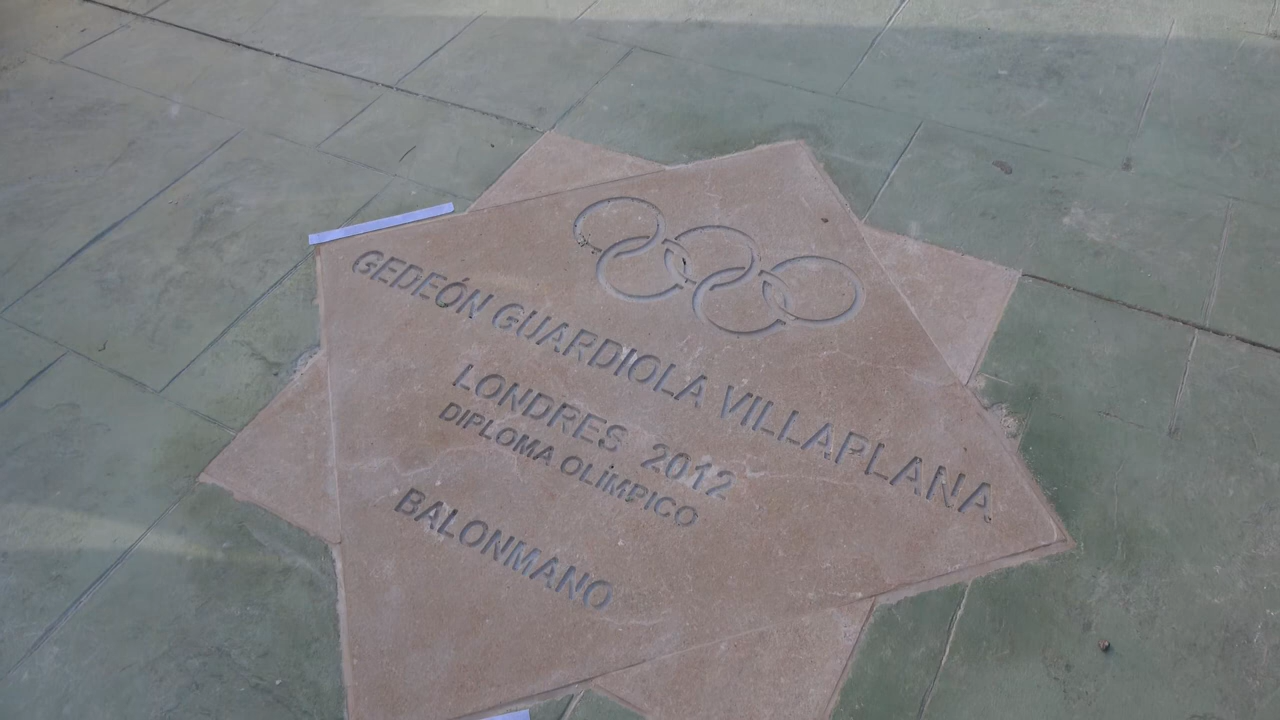 GEDEÓN GUARDIOLA VILLAPLANA
LONDRES 2012
DIPLOMA OLÍMPICO
BALONMANO